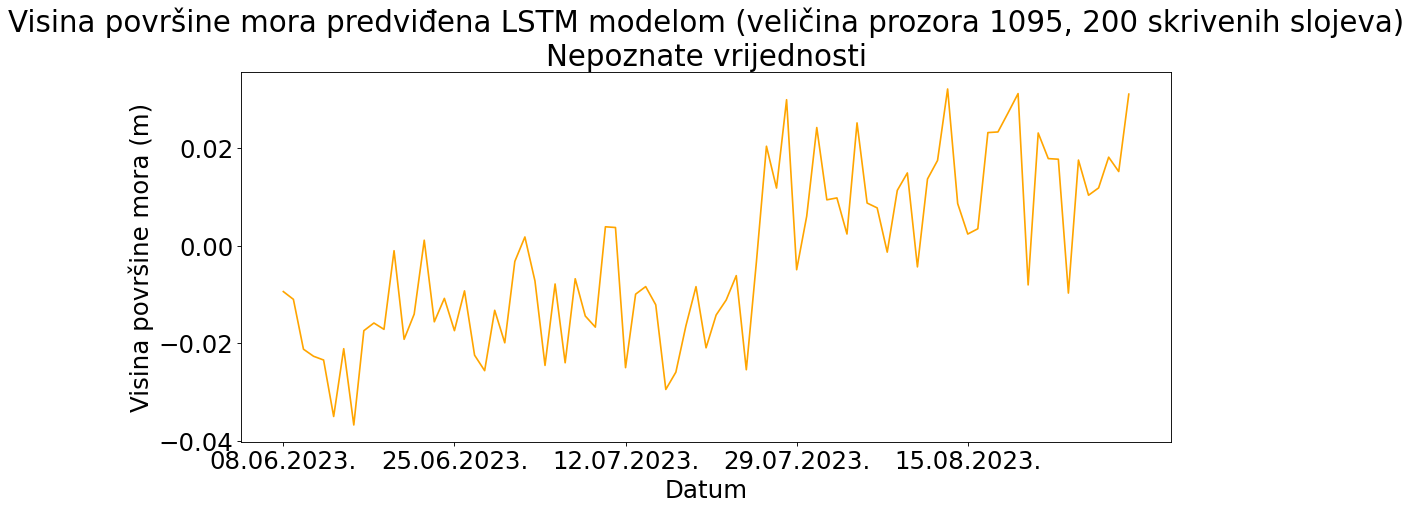 Visina površine mora predviđena LSTM modelom (veličina prozora 1095, 200 skrivenih slojeva)
Nepoznate vrijednosti
Visina površine mora (m)
0.02
0.00
−0.02
−0.04
08.06.2023. 25.06.2023. 12.07.2023. 29.07.2023. 15.08.2023.
Datum